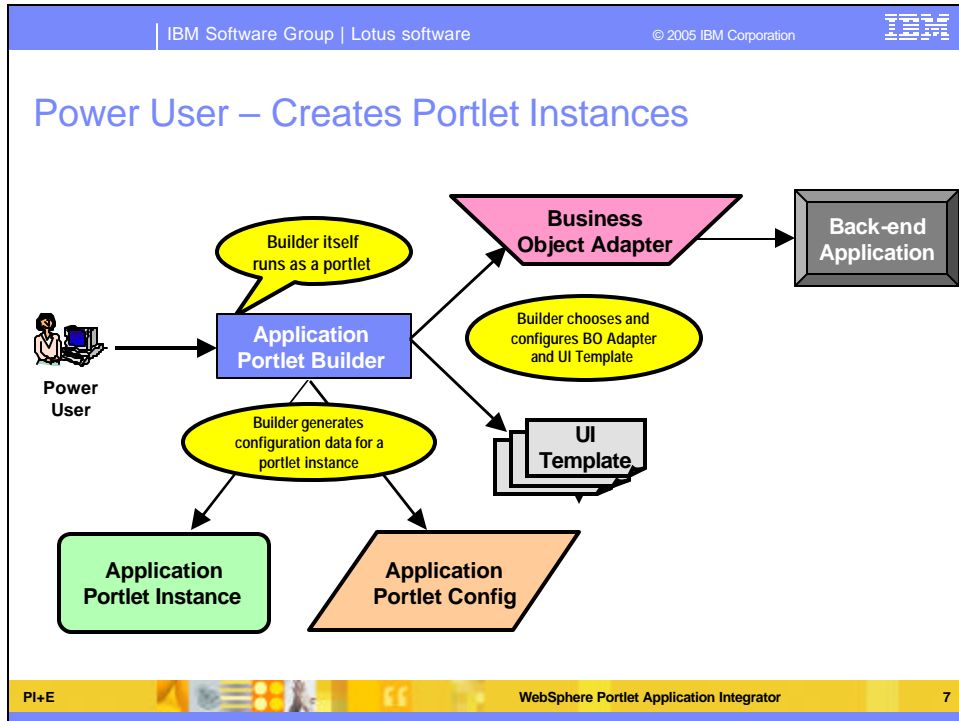 IBM Software Group | Lotus software
© 2005 IBM Corporation
IBM
Power User – Creates Portlet Instances
Builder itself
runs as a portlet
Business
Object Adapter
Back-end
Application
Application
Portlet Builder
Builder chooses and
configures BO Adapter
and UI Template
Power
User
Builder generates
configuration data for a
portlet instance
UI
Template
Application
Portlet Instance
Application
Portlet Config
PI+E
WebSphere Portlet Application Integrator
7